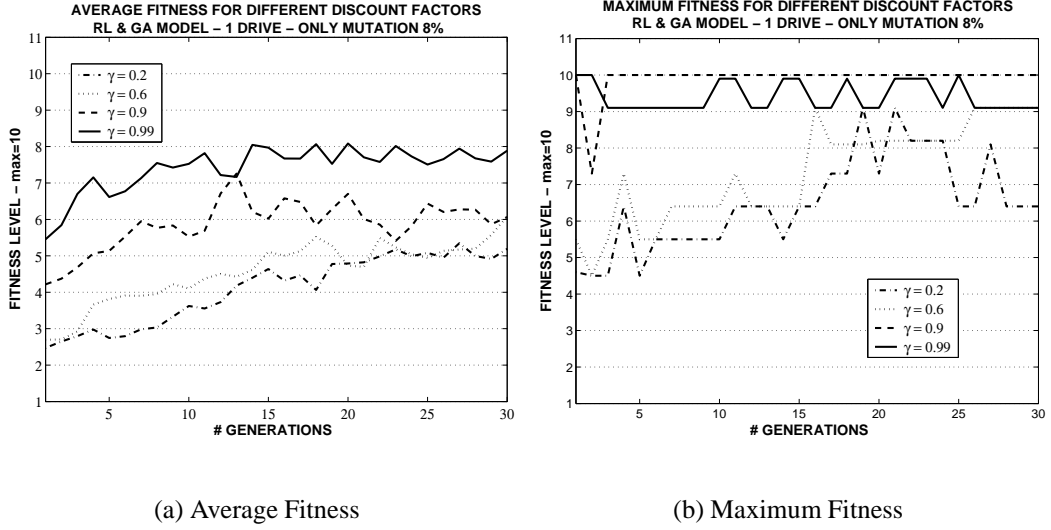 AVERAGE FITNESS FOR DIFFERENT DISCOUNT FACTORS
RL & GA MODEL – 1 DRIVE – ONLY MUTATION 8%
11
10
9
8
7
6
5
4
3
2
1
FITNESS LEVEL – max=10
γ = 0.2
γ = 0.6
γ = 0.9
γ = 0.99
5 10 15 20 25 30
# GENERATIONS
(a) Average Fitness
MAXIMUM FITNESS FOR DIFFERENT DISCOUNT FACTORS
RL & GA MODEL – 1 DRIVE – ONLY MUTATION 8%
11
10
9
8
7
6
5
4
3
2
1
FITNESS LEVEL – max=10
γ = 0.2
γ = 0.6
γ = 0.9
γ = 0.99
5 10 15 20 25 30
# GENERATIONS
(b) Maximum Fitness